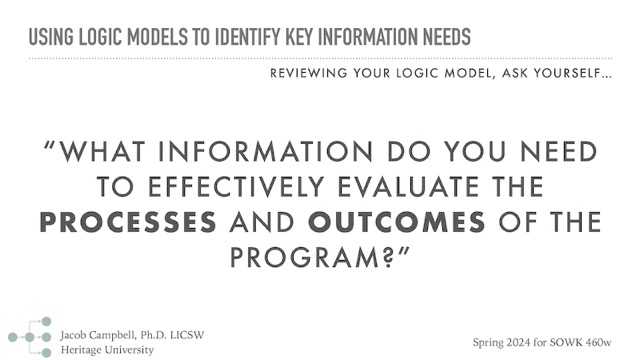 USING LOGIC MODELS TO IDENTIFY KEY INFORMATION NEEDS
REVIEWING YOUR LOGIC MODEL, ASK YOURSELF…
“WHAT INFORMATION DO YOU NEED
TO EFFECTIVELY EVALUATE THE
PROCESSES AND OUTCOMES OF THE
PROGRAM?”
Jacob Campbell, Ph.D. LICSW
Heritage University
Spring 2024 for SOWK 460w